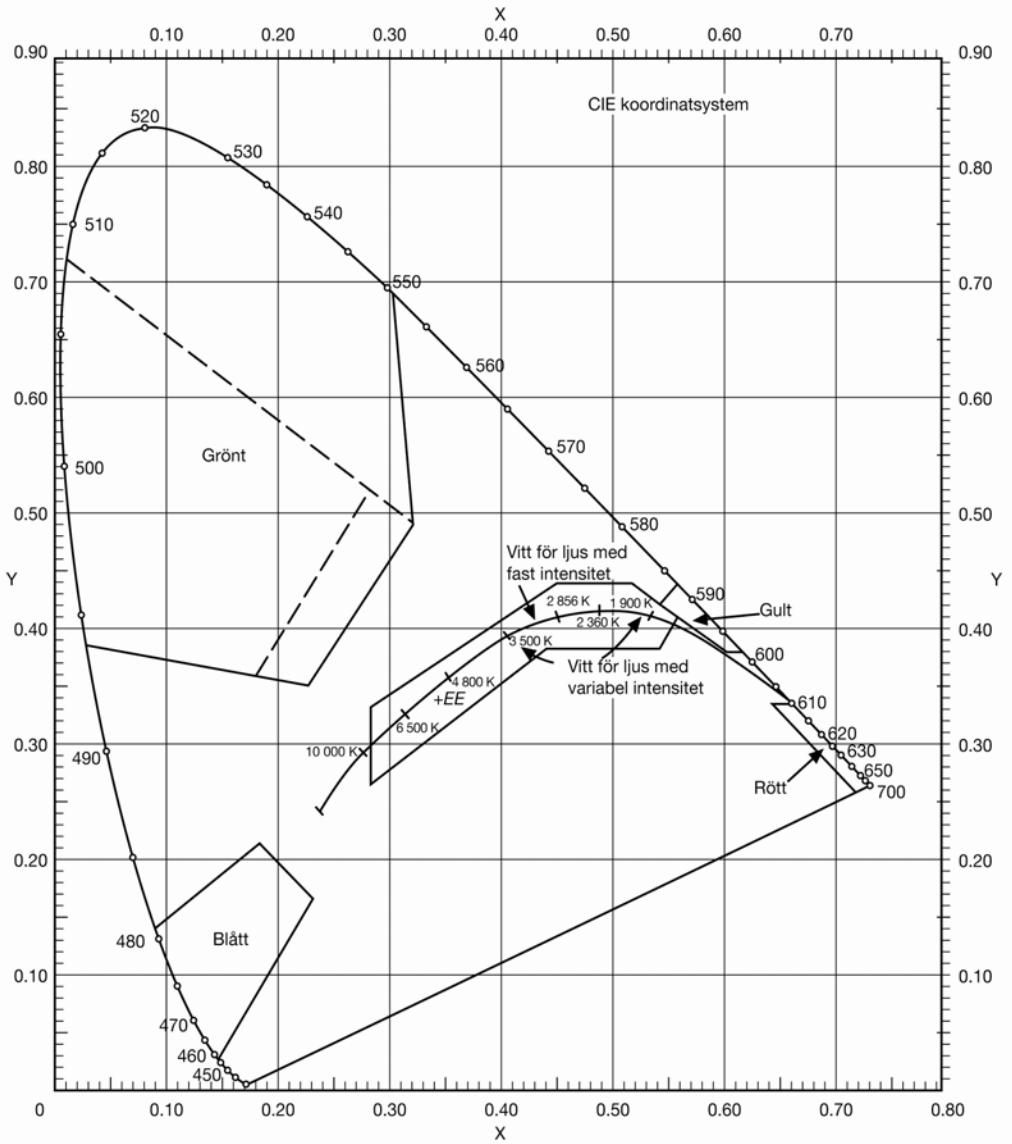 X
0.10 0.20 0.30 0.40 0.50 0.60 0.70
0.90 0.90
CIE koordinatsystem
520
530
0.80 0.80
510
540
550
0.70 0.70
560
0.60 0.60
570
Grönt
500
0.50 0.50
580
Vitt för ljus med
fast intensitet
Y Y
590
2 856 K 1 900 K
Gult
2 360 K
0.40 0.40
3 500 K
600
Vitt för ljus med
variabel intensitet
4 800 K
+EE
610
6 500 K
620
10 000 K
0.30 0.30
630
490
650
Rött
700
0.20 0.20
480
Blått
0.10 0.10
470
460
450
0 0.10 0.20 0.30 0.40 0.50 0.60 0.70 0.80
X